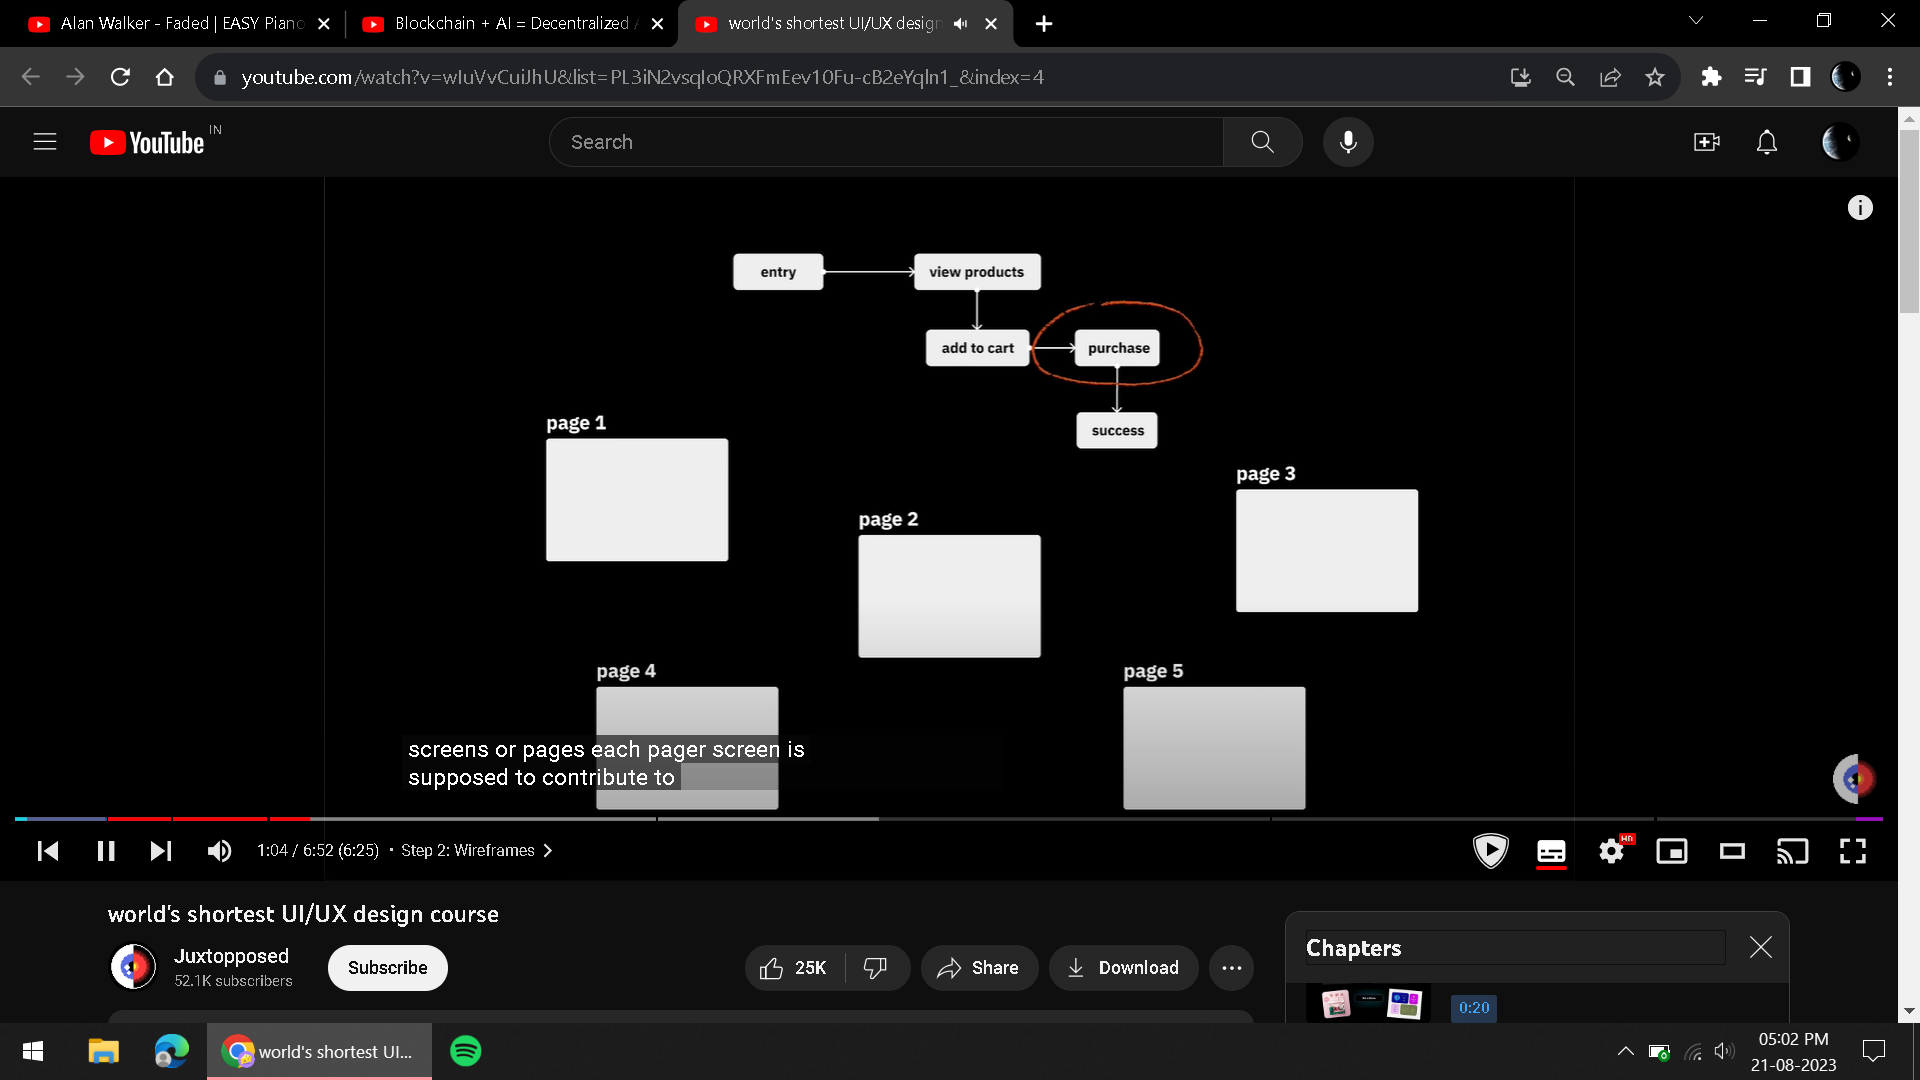 Alan Walker - Faded | EASY Piano
Blockchain + AI = Decentralized
world's shortest UI/UX design
youtube.com/watch?v=wIuVvCuiJhU&list=PL3iN2vsqIoQRXFmEev10Fu-cB2eYqln1_&index=4
YouTube IN
Search
entry
view products
add to cart
purchase
success
page 1
page 2
page 3
page 4
page 5
screens or pages each pager screen is
supposed to contribute to
1:04 / 6:52 (6:25) • Step 2: Wireframes
HD
world's shortest UI/UX design course
Juxtopposed
52.1K subscribers
Subscribe
25K
Share
Download
Chapters
0:20
world's shortest UI...
05:02 PM
21-08-2023